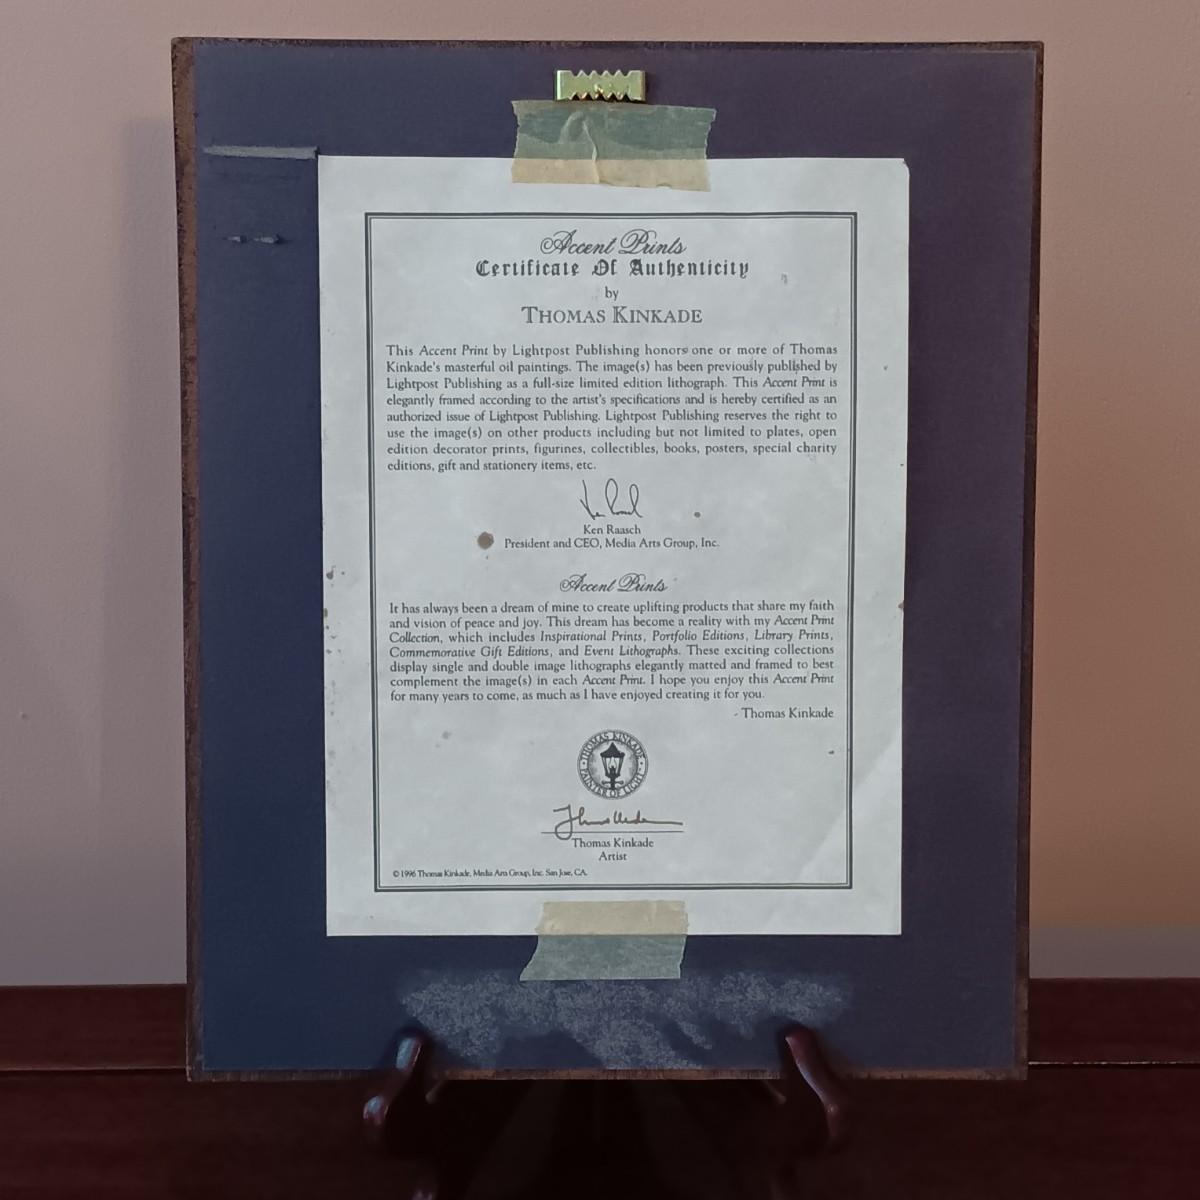 Accent Prints
Certificate Of Authenticity
by
THOMAS KINKADE
This Accent Print by Lightpost Publishing honors one or more of Thomas
Kinkade's masterful oil paintings. The image(s) has been previously published by
Lightpost Publishing as a full-size limited edition lithograph. This Accent Print is
elegantly framed according to the artist's specifications and is hereby certified as an
authorized issue of Lightpost Publishing. Lightpost Publishing reserves the right to
use the image(s) on other products including but not limited to plates, open
edition decorator prints, figurines, collectibles, books, posters, special charity
editions, gift and stationery items, etc.
Ken Raasch
President and CEO, Media Arts Group, Inc.
Accent Prints
It has always been a dream of mine to create uplifting products that share my faith
and vision of peace and joy. This dream has become a reality with my Accent Print
Collection, which includes Inspirational Prints, Portfolio Editions, Library Prints,
Commemorative Gift Editions, and Event Lithographs. These exciting collections
display single and double image lithographs elegantly matted and framed to best
complement the image(s) in each Accent Print. I hope you enjoy this Accent Print
for many years to come, as much as I have enjoyed creating it for you.
- Thomas Kinkade
THOMAS KINKADE
PAINTER OF LIGHT
Thomas Kinkade
Artist
© 1996 Thomas Kinkade, Media Arts Group, Inc. San Jose, CA.